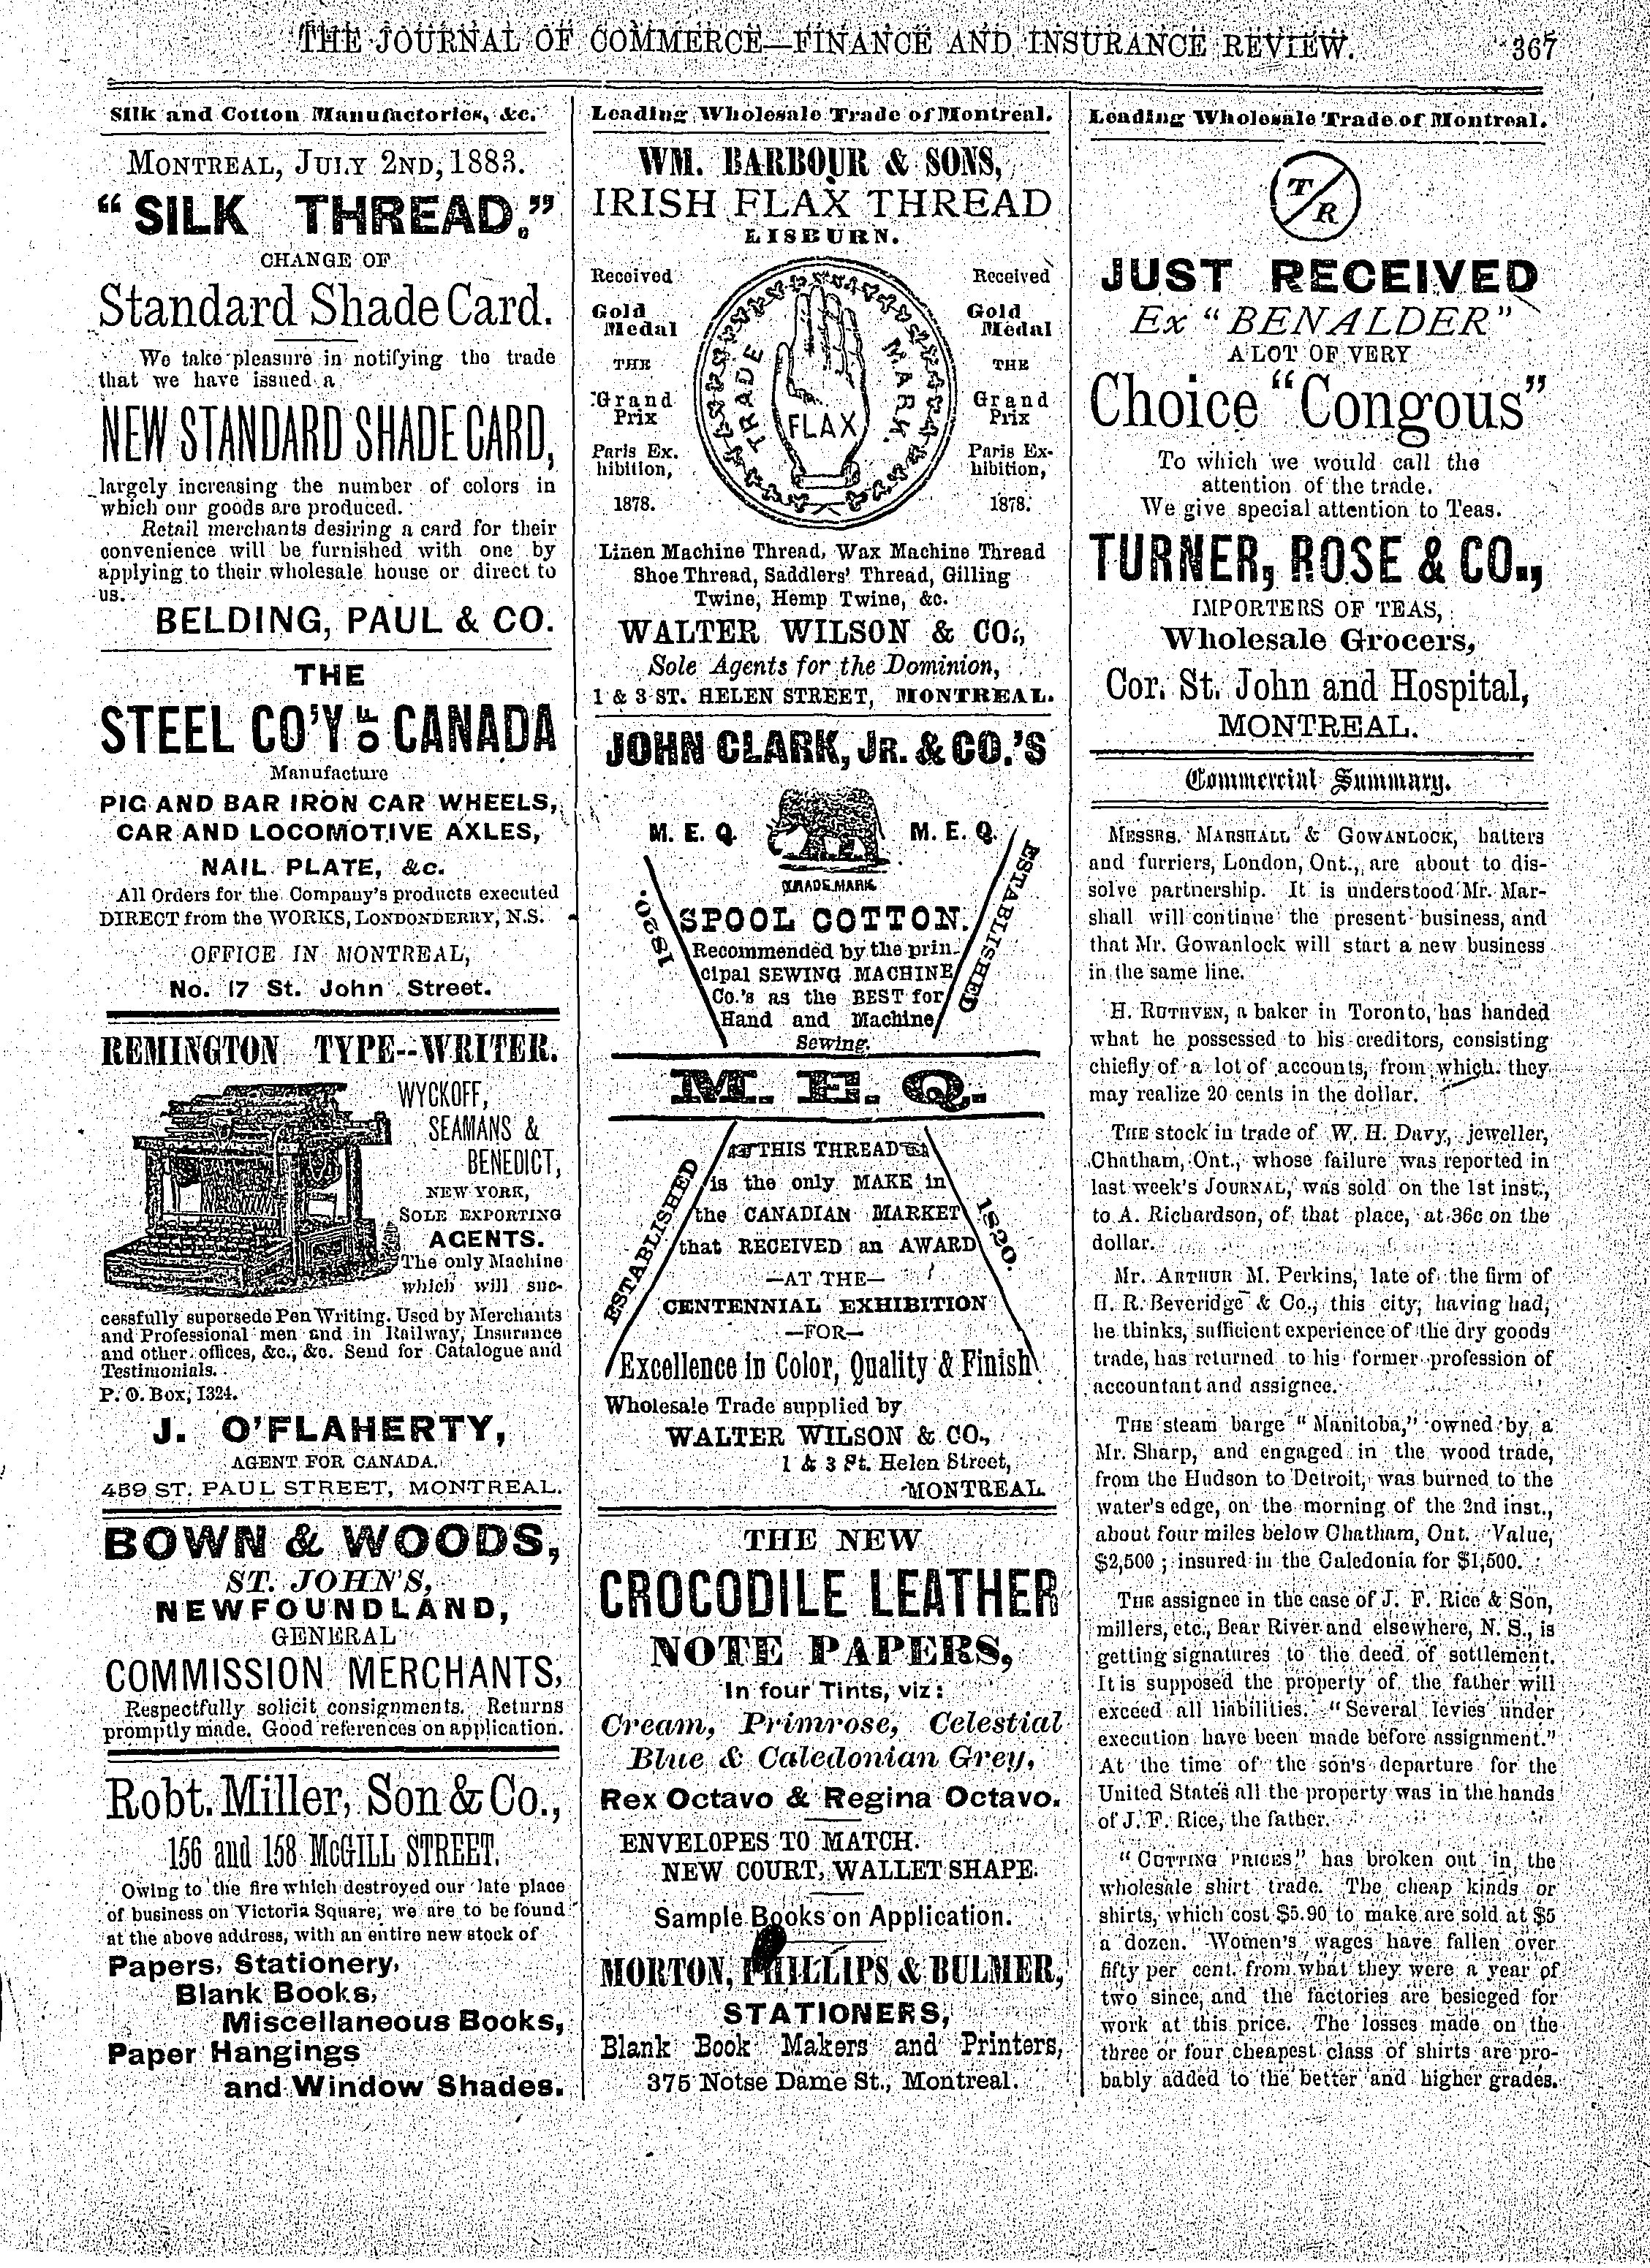 THE JOURNAL OF COMMERCE—FINANCE AND INSURANCE REVIEW. 367
Silk and Cotton Manufactories, &c.
MONTREAL, JULY 2ND, 1883.
"SILK THREAD."
CHANGE OF
Standard Shade Card.
We take pleasure in notifying the trade
that we have issued a
NEW STANDARD SHADE CARD,
largely increasing the number of colors in
which our goods are produced.
Retail merchants desiring a card for their
convenience will be furnished with one by
applying to their wholesale house or direct to
us.
BELDING, PAUL & CO.
THE
STEEL CO'Y OF CANADA
Manufacture
PIG AND BAR IRON CAR WHEELS,
CAR AND LOCOMOTIVE AXLES,
NAIL PLATE, &c.
All Orders for the Company's products executed
DIRECT from the WORKS, LONDONDERRY, N.S.
OFFICE IN MONTREAL,
No. 17 St. John Street.
REMINGTON TYPE--WRITER.
WYCKOFF,
SEAMANS &
BENEDICT,
NEW YORK,
SOLE EXPORTING
AGENTS.
The only Machine
which will suc-
cessfully supersede Pen Writing. Used by Merchants
and Professional men and in Railway, Insurance
and other offices, &c., &c. Send for Catalogue and
Testimonials.
P. O. Box, 1324.
J. O'FLAHERTY,
AGENT FOR CANADA.
459 ST. PAUL STREET, MONTREAL.
BOWN & WOODS,
ST. JOHN'S,
NEWFOUNDLAND,
GENERAL
COMMISSION MERCHANTS,
Respectfully solicit consignments. Returns
promptly made. Good references on application.
Robt. Miller, Son & Co.,
156 and 158 McGILL STREET.
Owing to the fire which destroyed our late place
of business on Victoria Square, we are to be found
at the above address, with an entire new stock of
Papers, Stationery,
Blank Books,
Miscellaneous Books,
Paper Hangings
and Window Shades.
Leading Wholesale Trade of Montreal.
WM. BARBOUR & SONS,
IRISH FLAX THREAD
LISBURN.
Received
Gold
Medal
THE
Grand
Prix
Paris Ex-
hibition,
1878.
TRADE MARK.
FLAX
Received
Gold
Medal
THE
Grand
Prix
Paris Ex-
hibition,
1878.
Linen Machine Thread, Wax Machine Thread
Shoe Thread, Saddlers' Thread, Gilling
Twine, Hemp Twine, &c.
WALTER WILSON & CO.,
Sole Agents for the Dominion,
1 & 3 ST. HELEN STREET, MONTREAL.
JOHN CLARK, JR. & CO.'S
M. E. Q. M. E. Q.
TRADE MARK
1820. ESTABLISHED
SPOOL COTTON.
Recommended by the prin-
cipal SEWING MACHINE
Co.'s as the BEST for
Hand and Machine
Sewing.
M. E. Q.
ESTABLISHED 1820.
THIS THREAD
is the only MAKE in
the CANADIAN MARKET
that RECEIVED an AWARD
—AT THE—
CENTENNIAL EXHIBITION
—FOR—
Excellence in Color, Quality & Finish
Wholesale Trade supplied by
WALTER WILSON & CO.,
1 & 3 St. Helen Street,
MONTREAL
THE NEW
CROCODILE LEATHER
NOTE PAPERS,
In four Tints, viz:
Cream, Primrose, Celestial
Blue & Caledonian Grey,
Rex Octavo & Regina Octavo.
ENVELOPES TO MATCH.
NEW COURT, WALLET SHAPE.
Sample Books on Application.
MORTON, PHILLIPS & BULMER,
STATIONERS,
Blank Book Makers and Printers,
375 Notse Dame St., Montreal.
Leading Wholesale Trade of Montreal.
T/R
JUST RECEIVED
Ex "BENALDER"
A LOT OF VERY
Choice "Congous"
To which we would call the
attention of the trade.
We give special attention to Teas.
TURNER, ROSE & CO.,
IMPORTERS OF TEAS,
Wholesale Grocers,
Cor. St. John and Hospital,
MONTREAL.
Commercial Summary.
MESSRS. MARSHALL & GOWANLOCK, hatters
and furriers, London, Ont., are about to dis-
solve partnership. It is understood Mr. Mar-
shall will continue the present business, and
that Mr. Gowanlock will start a new business
in the same line.
H. RUTHVEN, a baker in Toronto, has handed
what he possessed to his creditors, consisting
chiefly of a lot of accounts, from which they
may realize 20 cents in the dollar.
THE stock in trade of W. H. Davy, jeweller,
Chatham, Ont., whose failure was reported in
last week's JOURNAL, was sold on the 1st inst.,
to A. Richardson, of that place, at 36c on the
dollar.
Mr. ARTHUR M. Perkins, late of the firm of
H. R. Beveridge & Co., this city, having had,
he thinks, sufficient experience of the dry goods
trade, has returned to his former profession of
accountant and assignee.
THE steam barge "Manitoba," owned by a
Mr. Sharp, and engaged in the wood trade,
from the Hudson to Detroit, was burned to the
water's edge, on the morning of the 2nd inst.,
about four miles below Chatham, Ont. Value,
$2,500; insured in the Caledonia for $1,500.
THE assignee in the case of J. F. Rice & Son,
millers, etc., Bear River and elsewhere, N. S., is
getting signatures to the deed of settlement.
It is supposed the property of the father will
exceed all liabilities. "Several levies under
execution have been made before assignment."
At the time of the son's departure for the
United States all the property was in the hands
of J. F. Rice, the father.
"CUTTING PRICES" has broken out in the
wholesale shirt trade. The cheap kinds or
shirts, which cost $5.90 to make are sold at $5
a dozen. Women's wages have fallen over
fifty per cent. from what they were a year of
two since, and the factories are besieged for
work at this price. The losses made on the
three or four cheapest class of shirts are pro-
bably added to the better and higher grades.